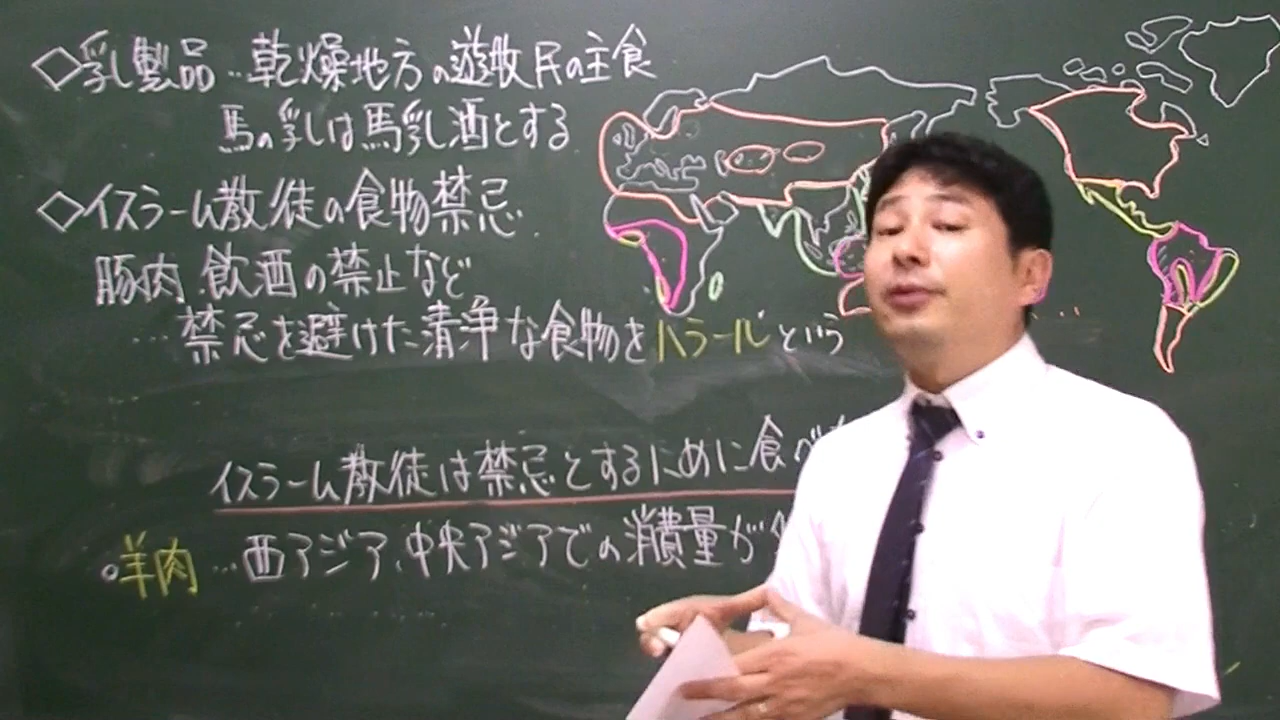 ◇乳製品…乾燥地方の遊牧民の主食
馬の乳は馬乳酒とする
◇イスラーム教徒の食物禁忌
豚肉、飲酒の禁止など
…禁忌を避けた清浄な食物をハラールという
イスラーム教徒は禁忌とするために食べ
○羊肉…西アジア、中央アジアでの消費量が